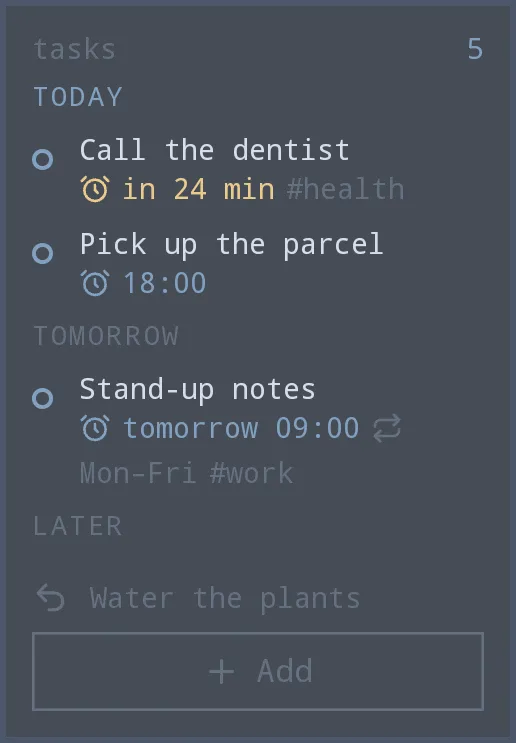 tasks 5
TODAY
Call the dentist
in 24 min #health
Pick up the parcel
18:00
TOMORROW
Stand-up notes
tomorrow 09:00
Mon–Fri #work
LATER
Water the plants
+ Add